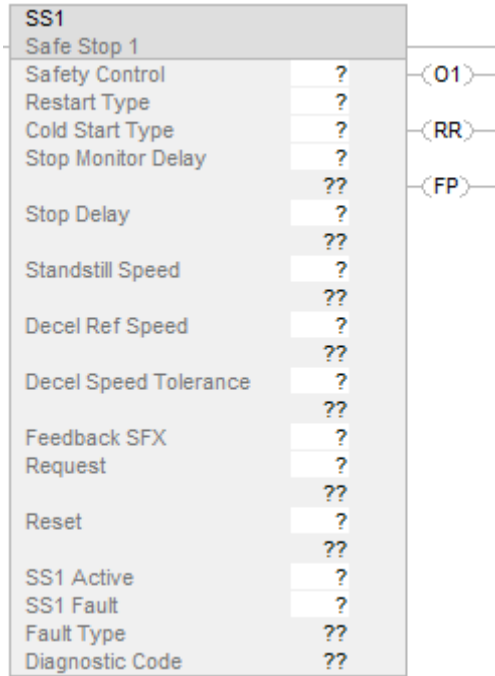 SS1
Safe Stop 1
Safety Control ? (O1)
Restart Type ?
Cold Start Type ? (RR)
Stop Monitor Delay ?
?? (FP)
Stop Delay ?
??
Standstill Speed ?
??
Decel Ref Speed ?
??
Decel Speed Tolerance ?
??
Feedback SFX ?
Request ?
??
Reset ?
??
SS1 Active ?
SS1 Fault ?
Fault Type ??
Diagnostic Code ??